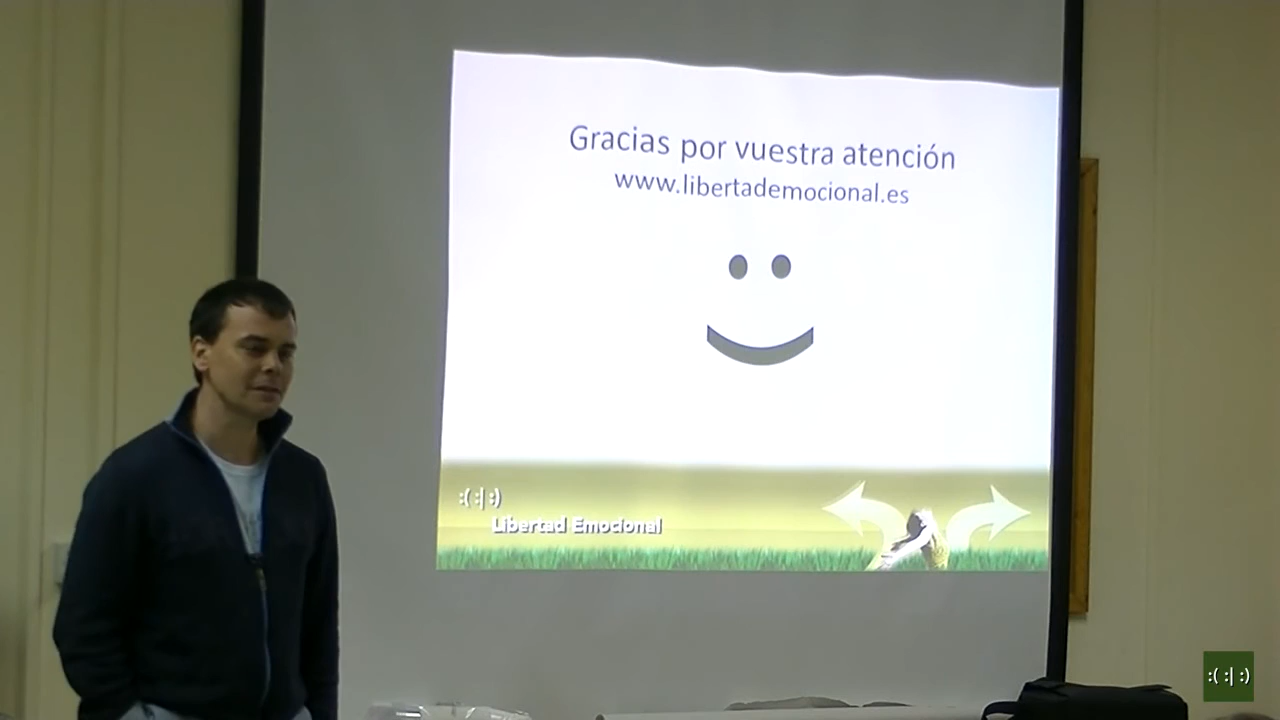 Gracias por vuestra atención
www.libertademocional.es
:( :| :)
Libertad Emocional
:( :| :)